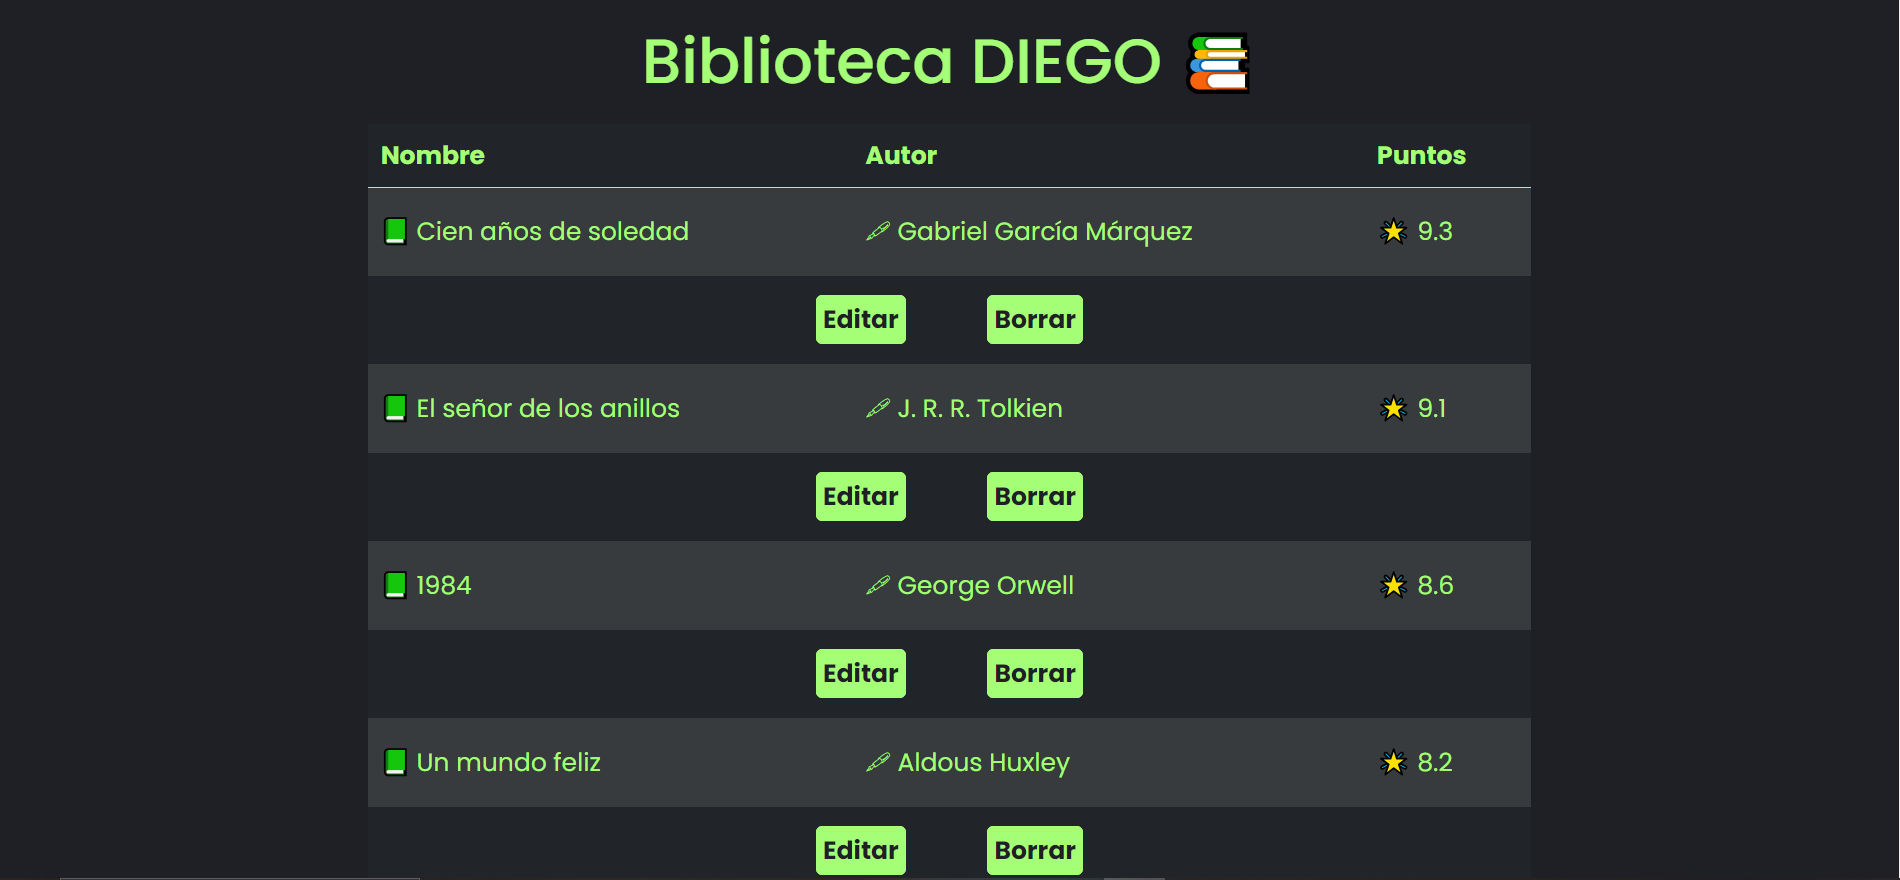 Biblioteca DIEGO
Nombre Autor Puntos
Cien años de soledad Gabriel García Márquez 9.3
Editar Borrar
El señor de los anillos J. R. R. Tolkien 9.1
Editar Borrar
1984 George Orwell 8.6
Editar Borrar
Un mundo feliz Aldous Huxley 8.2
Editar Borrar